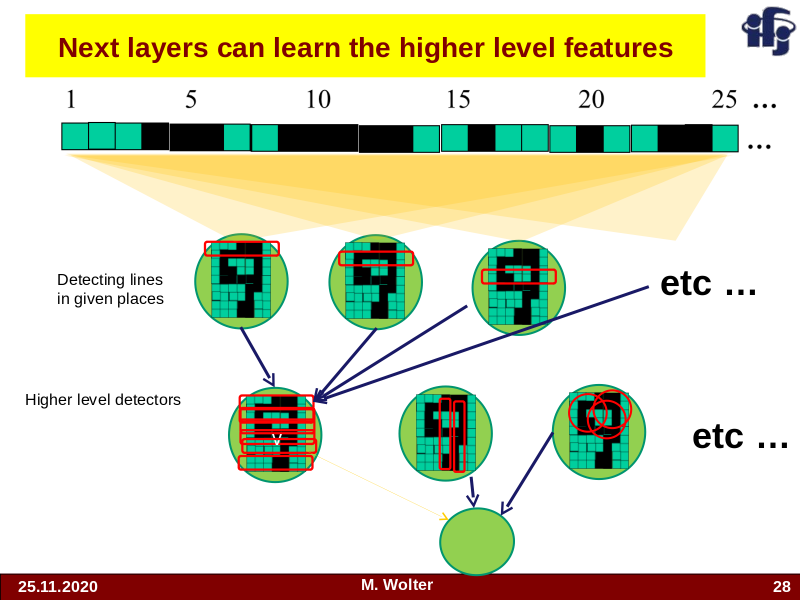 Next layers can learn the higher level features
ifj
1 5 10 15 20 25 ...
...
Detecting lines
in given places
etc …
Higher level detectors
etc …
25.11.2020 M. Wolter 28